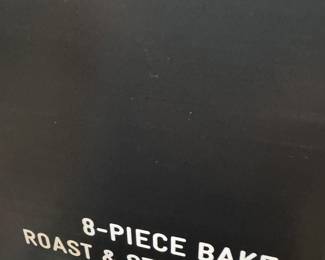 8-PIECE BAKE
ROAST &